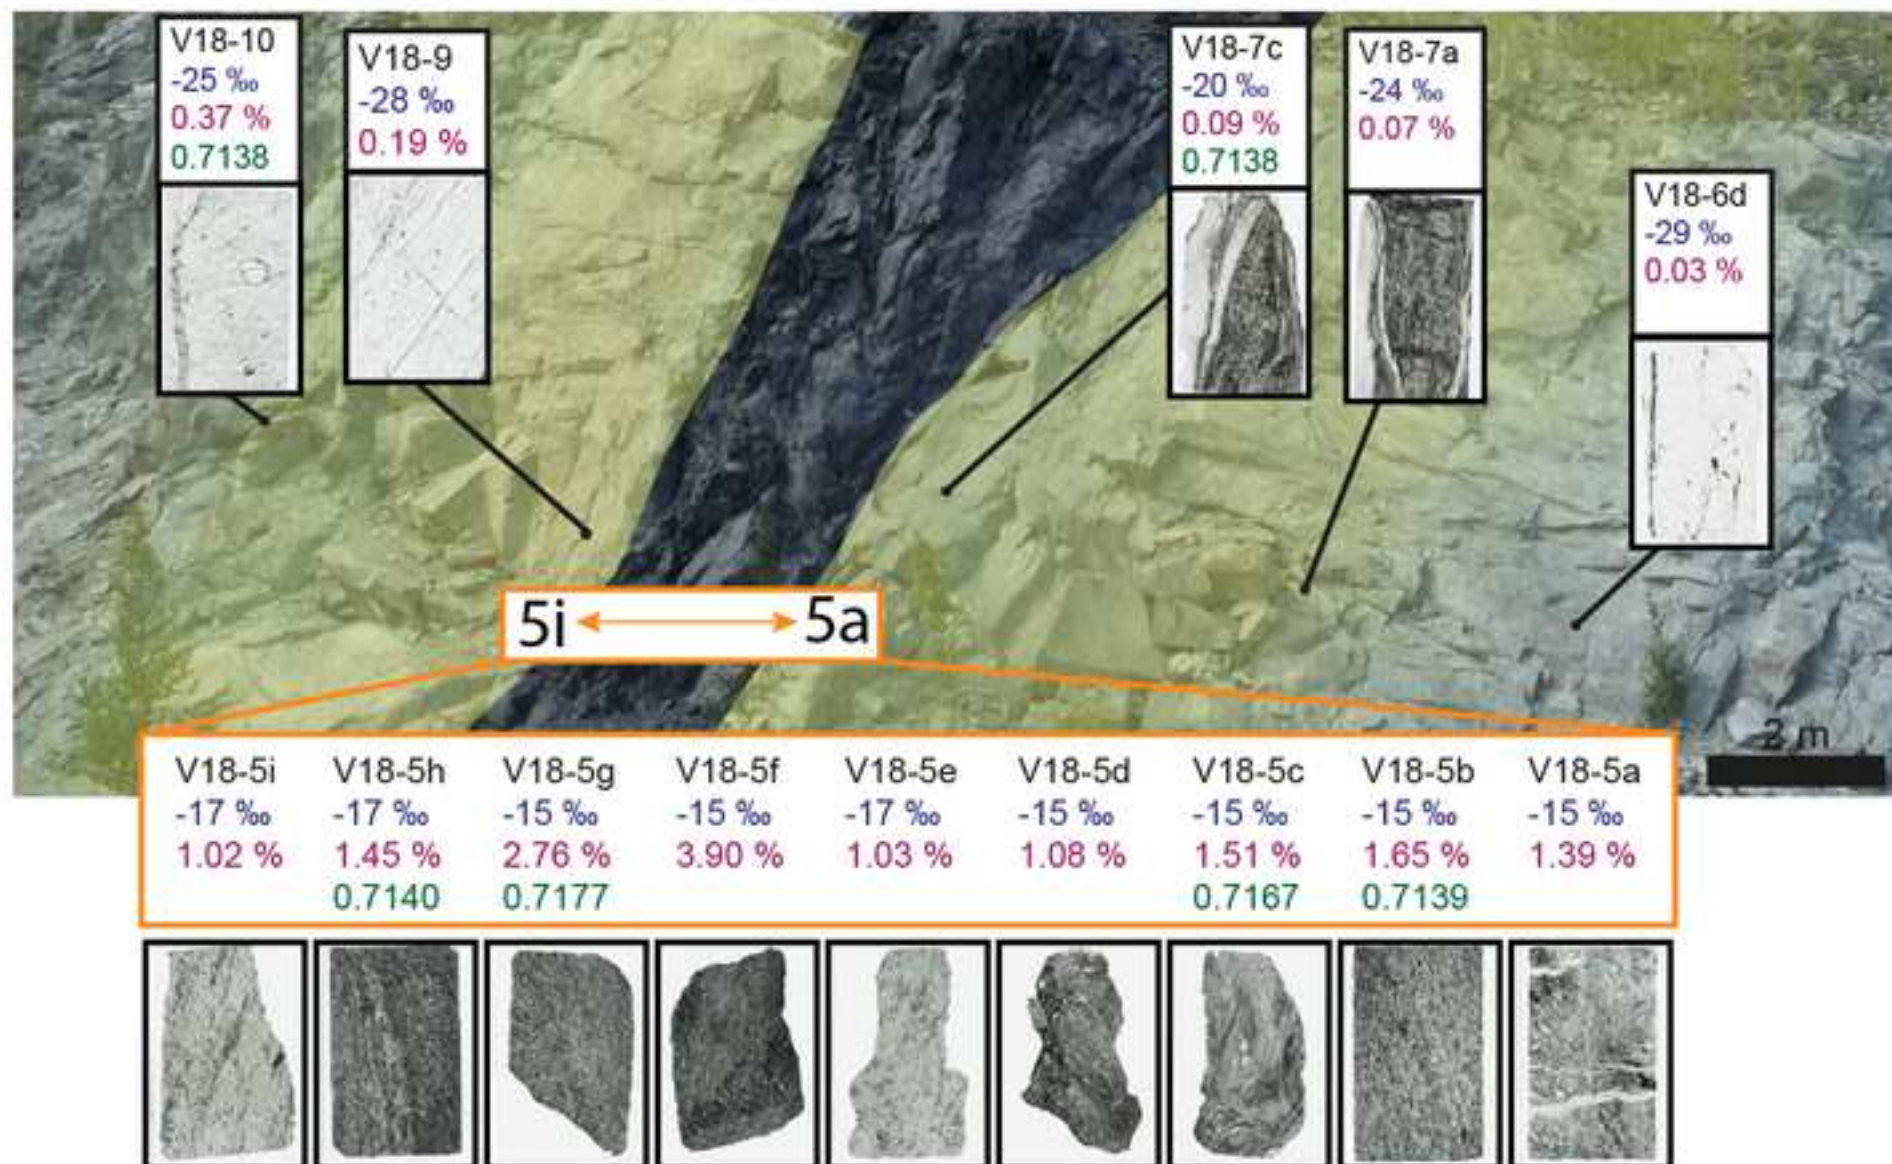 V18-10
-25 ‰
0.37 %
0.7138
V18-9
-28 ‰
0.19 %
V18-7c
-20 ‰
0.09 %
0.7138
V18-7a
-24 ‰
0.07 %
V18-6d
-29 ‰
0.03 %
5i 5a
2 m
V18-5i V18-5h V18-5g V18-5f V18-5e V18-5d V18-5c V18-5b V18-5a
-17 ‰ -17 ‰ -15 ‰ -15 ‰ -17 ‰ -15 ‰ -15 ‰ -15 ‰ -15 ‰
1.02 % 1.45 % 2.76 % 3.90 % 1.03 % 1.08 % 1.51 % 1.65 % 1.39 %
0.7140 0.7177 0.7167 0.7139